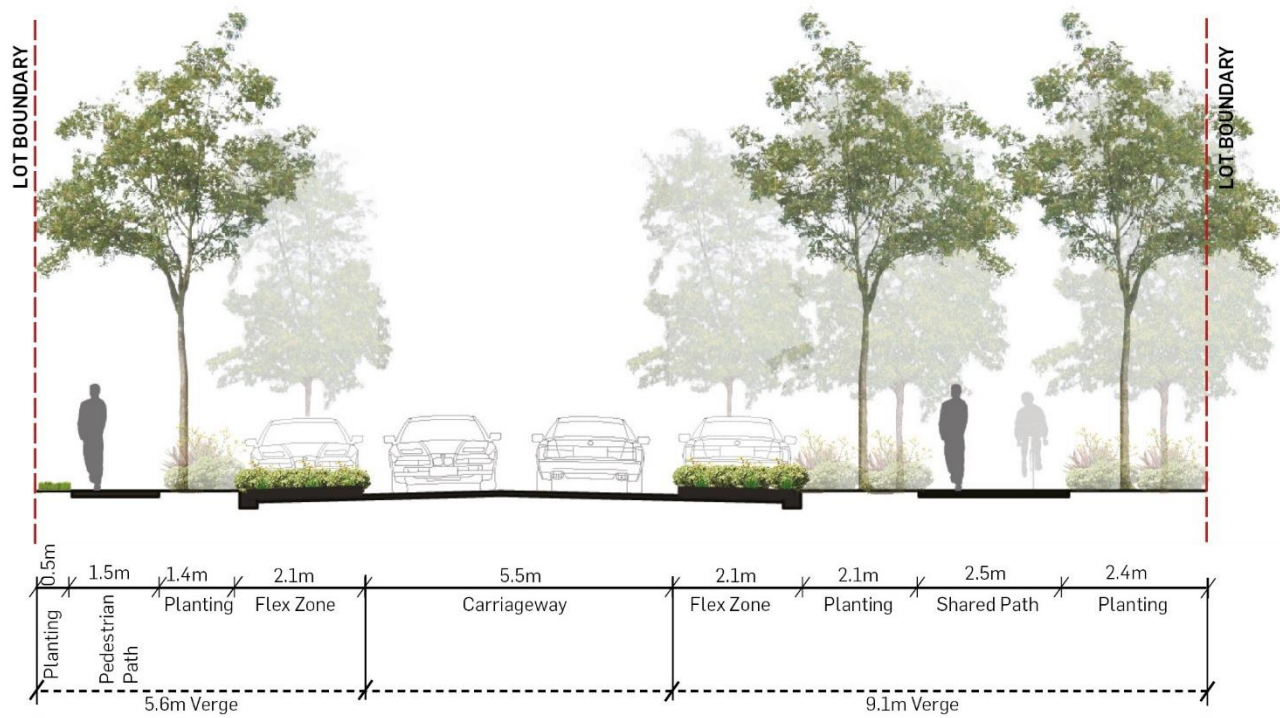 LOT BOUNDARY
LOT BOUNDARY
0.5m
1.5m
1.4m
2.1m
5.5m
2.1m
2.1m
2.5m
2.4m
Planting
Pedestrian
Path
Planting
Flex Zone
Carriageway
Flex Zone
Planting
Shared Path
Planting
5.6m Verge
9.1m Verge